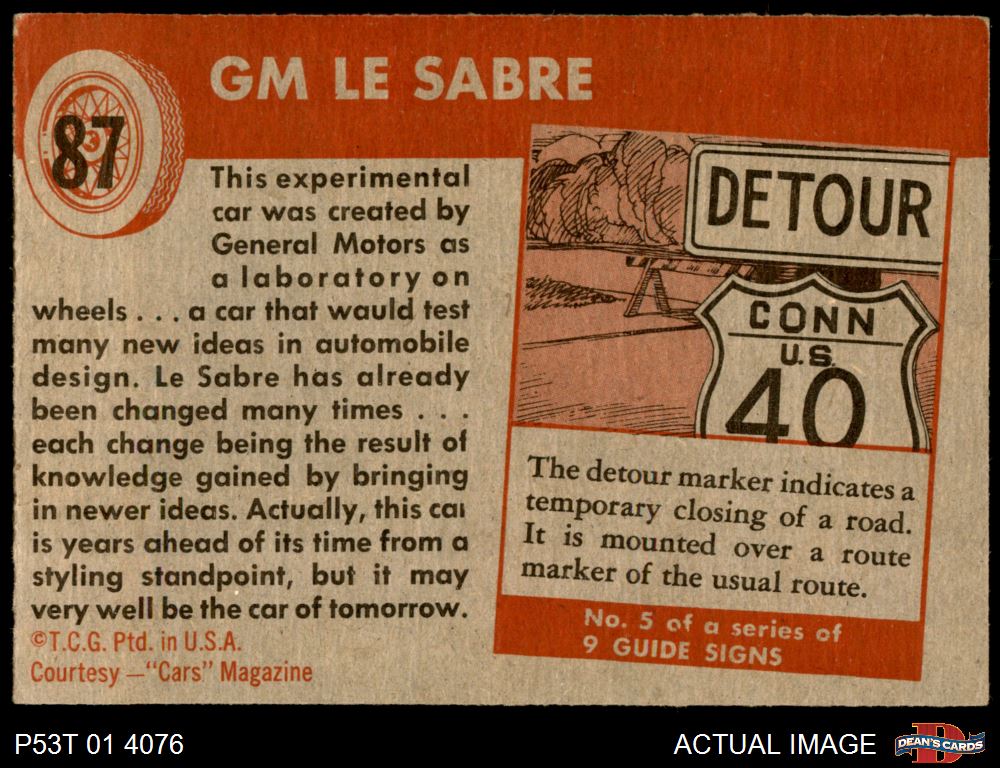 GM LE SABRE
87
This experimental
car was created by
General Motors as
a laboratory on
wheels . . . a car that wauld test
many new ideas in automobile
design. Le Sabre has already
been changed many times . . .
each change being the result of
knowledge gained by bringing
in newer ideas. Actually, this car
is years ahead of its time from a
styling standpoint, but it may
very well be the car of tomorrow.
©T.C.G. Ptd. in U.S.A.
Courtesy —"Cars" Magazine
DETOUR
CONN
U.S.
40
The detour marker indicates a
temporary closing of a road.
It is mounted over a route
marker of the usual route.
No. 5 of a series of
9 GUIDE SIGNS
P53T 01 4076
ACTUAL IMAGE
D
DEAN'S CARDS